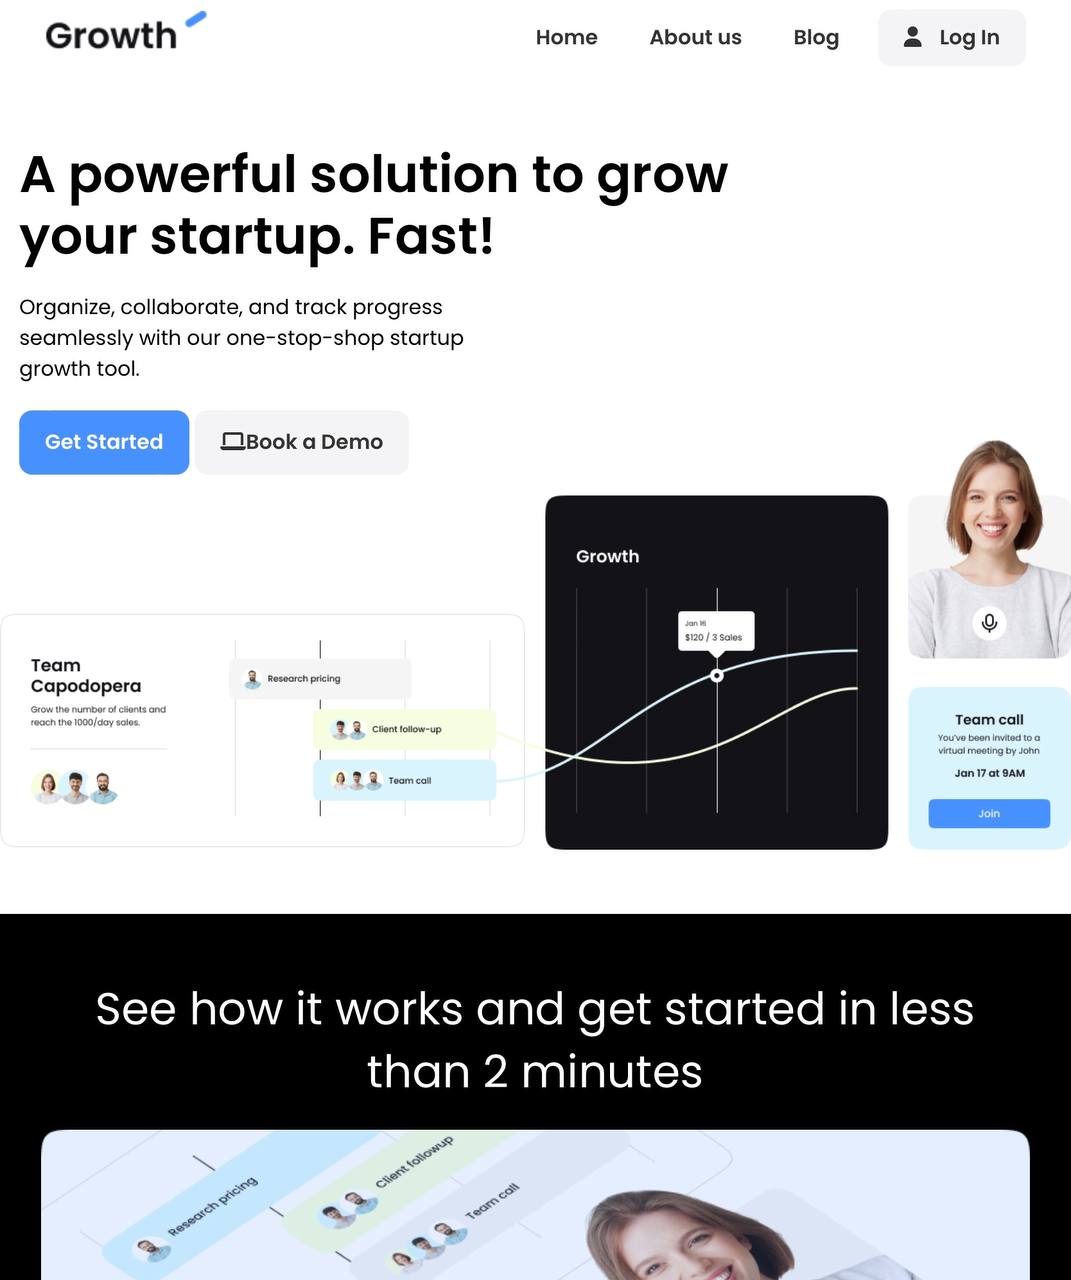 Growth
Home
About us
Blog
Log In
A powerful solution to grow
your startup. Fast!
Organize, collaborate, and track progress
seamlessly with our one-stop-shop startup
growth tool.
Get Started
Book a Demo
Team
Capodopera
Grow the number of clients and
reach the 1000/day sales.
Research pricing
Client follow-up
Team call
Growth
Jan 16
$120 / 3 Sales
Team call
You've been invited to a
virtual meeting by John
Jan 17 at 9AM
Join
See how it works and get started in less
than 2 minutes
Research pricing
Client followup
Team call